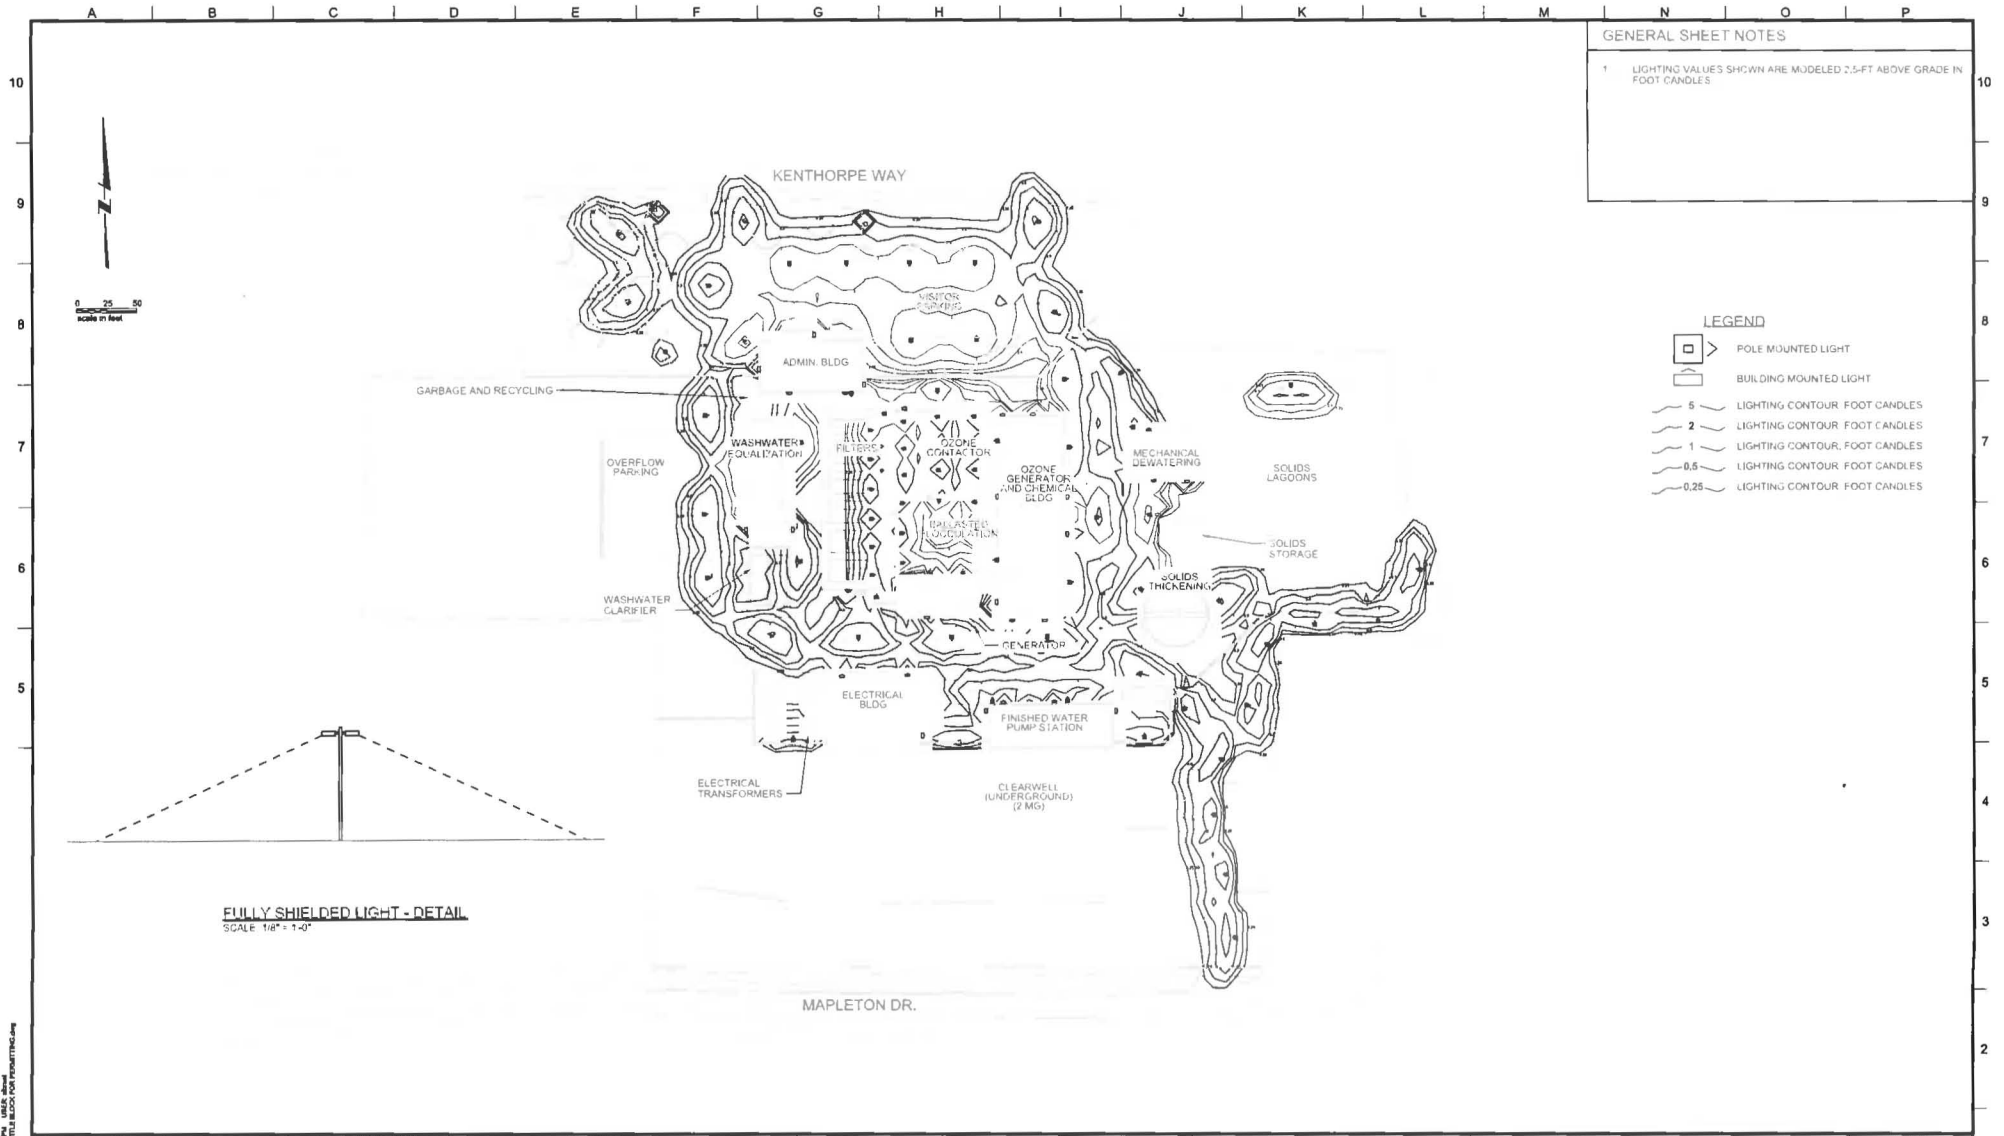 A B C D E F G H I J K L M N O P
GENERAL SHEET NOTES
1 LIGHTING VALUES SHOWN ARE MODELED 2.5-FT ABOVE GRADE IN
FOOT CANDLES
10 10
9 9
8 8
7 7
6 6
5 5
4
3
2
N
0 25 50
scale in feet
KENTHORPE WAY
VISITOR
PARKING
ADMIN. BLDG
GARBAGE AND RECYCLING
WASHWATER
EQUALIZATION
FILTERS
OZONE
CONTACTOR
OVERFLOW
PARKING
OZONE
GENERATOR
AND CHEMICAL
BLDG
MECHANICAL
DEWATERING
SOLIDS
LAGOONS
BALLASTED
FLOCCULATION
SOLIDS
STORAGE
SOLIDS
THICKENING
WASHWATER
CLARIFIER
GENERATOR
ELECTRICAL
BLDG
FINISHED WATER
PUMP STATION
ELECTRICAL
TRANSFORMERS
CLEARWELL
(UNDERGROUND)
(2 MG)
MAPLETON DR.
LEGEND
POLE MOUNTED LIGHT
BUILDING MOUNTED LIGHT
5 LIGHTING CONTOUR FOOT CANDLES
2 LIGHTING CONTOUR FOOT CANDLES
1 LIGHTING CONTOUR, FOOT CANDLES
0.5 LIGHTING CONTOUR FOOT CANDLES
0.25 LIGHTING CONTOUR FOOT CANDLES
FULLY SHIELDED LIGHT - DETAIL
SCALE 1/8" = 1'-0"